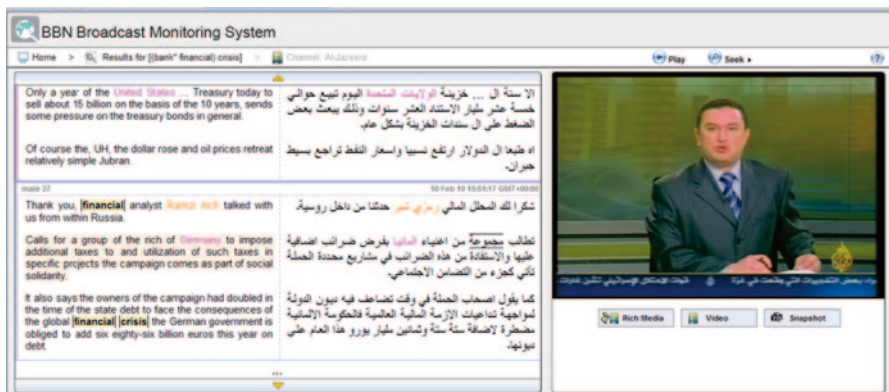 BBN Broadcast Monitoring System
Home > Results for [(bank* financial) crisis] > Channel: Al-Jazeera
Play Seek
Only a year of the United States ... Treasury today to
sell about 15 billion on the basis of the 10 years, sends
some pressure on the treasury bonds in general.
Of course the, UH, the dollar rose and oil prices retreat
relatively simple Jubran.
الا سنة ال ... خزينة الولايات المتحدة اليوم تبيع حوالي
خمسة عشر مليار الاستناد العشر سنوات وذلك يبعث بعض
الضغط على ال سندات الخزينة بشكل عام.
اه طبعا ال الدولار ارتفع نسبيا واسعار النفط تراجع بسيط
جبران.
male 27 10 Feb 10 15:51:17 GMT+00:00
Thank you, financial analyst talked with
us from within Russia.
Calls for a group of the rich of Germany to impose
additional taxes to and utilization of such taxes in
specific projects the campaign comes as part of social
solidarity.
It also says the owners of the campaign had doubled in
the time of the state debt to face the consequences of
the global financial crisis the German government is
obliged to add six eighty-six billion euros this year on
debt.
شكرا لك المحلل المالي رمزي حدثنا من داخل روسية.
تطالب مجموعة من اغنياء المانيا بفرض ضرائب اضافية
عليها والاستفادة من هذه الضرائب في مشاريع محددة الحملة
تأتي كجزء من التضامن الاجتماعي.
كما يقول اصحاب الحملة في وقت تضاعف فيه ديون الدولة
لمواجهة تداعيات الازمة المالية العالمية فالحكومة الالمانية
مضطرة لاضافة ستة ستة وثمانين مليار يورو هذا العام على
ديونها.
...
Rich Media Video Snapshot